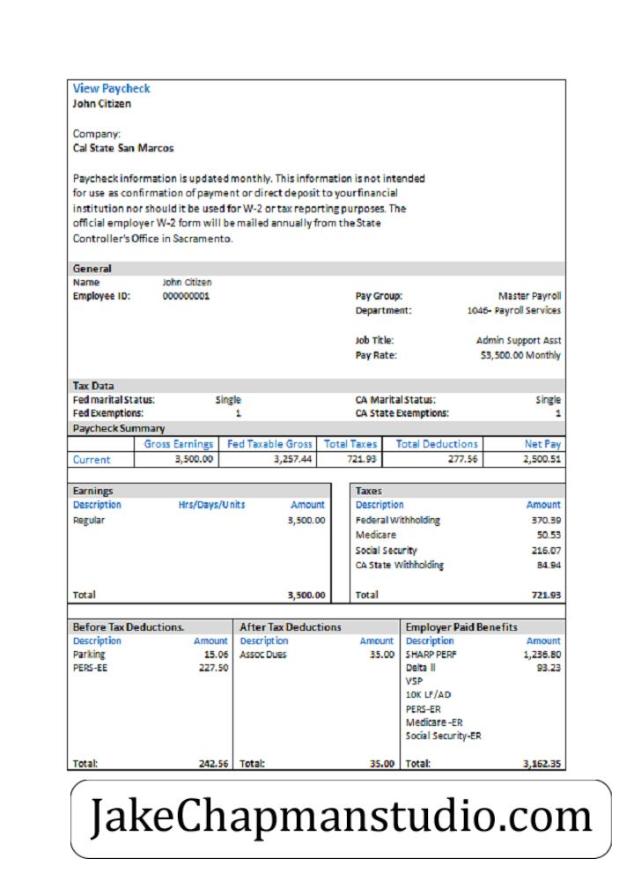 View Paycheck
John Citizen
Company:
Cal State San Marcos
Paycheck information is updated monthly. This information is not intended
for use as confirmation of payment or direct deposit to your financial
institution nor should it be used for W-2 or tax reporting purposes. The
official employer W-2 form will be mailed annually from the State
Controller's Office in Sacramento.
General
Name John Citizen
Employee ID: 000000001 Pay Group: Master Payroll
Department: 1046- Payroll Services
Job Title: Admin Support Asst
Pay Rate: $3,500.00 Monthly
Tax Data
Fed marital Status: Single CA Marital Status: Single
Fed Exemptions: 1 CA State Exemptions: 1
Paycheck Summary
Gross Earnings Fed Taxable Gross Total Taxes Total Deductions Net Pay
Current 3,500.00 3,257.44 721.93 277.56 2,500.51
Earnings Taxes
Description Hrs/Days/Units Amount Description Amount
Regular 3,500.00 Federal Withholding 370.39
Medicare 50.53
Social Security 216.07
CA State Withholding 84.94
Total 3,500.00 Total 721.93
Before Tax Deductions. After Tax Deductions Employer Paid Benefits
Description Amount Description Amount Description Amount
Parking 15.06 Assoc Dues 35.00 SHARP PERF 1,236.80
PERS-EE 227.50 Delta II 93.23
VSP
10K LF/AD
PERS-ER
Medicare -ER
Social Security-ER
Total: 242.56 Total: 35.00 Total: 3,162.35
JakeChapmanstudio.com